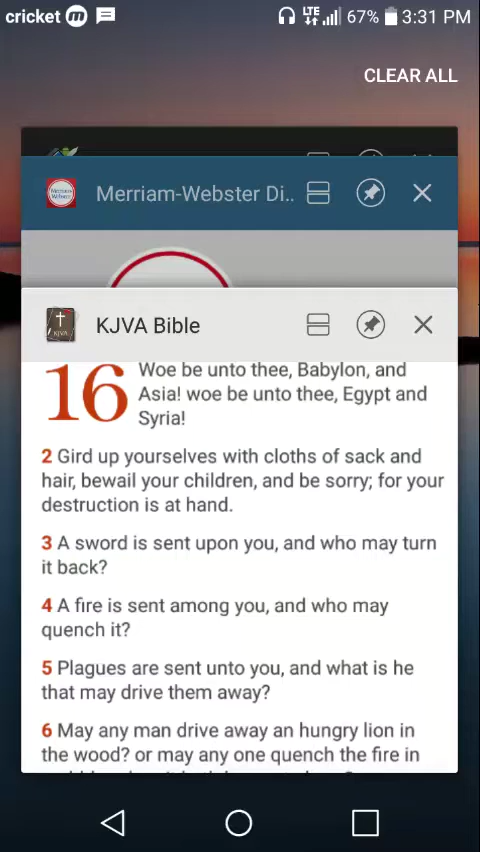 cricket m LTE 67% 3:31 PM
CLEAR ALL
Merriam-Webster Di..
KJVA Bible
16 Woe be unto thee, Babylon, and
Asia! woe be unto thee, Egypt and
Syria!
2 Gird up yourselves with cloths of sack and
hair, bewail your children, and be sorry; for your
destruction is at hand.
3 A sword is sent upon you, and who may turn
it back?
4 A fire is sent among you, and who may
quench it?
5 Plagues are sent unto you, and what is he
that may drive them away?
6 May any man drive away an hungry lion in
the wood? or may any one quench the fire in